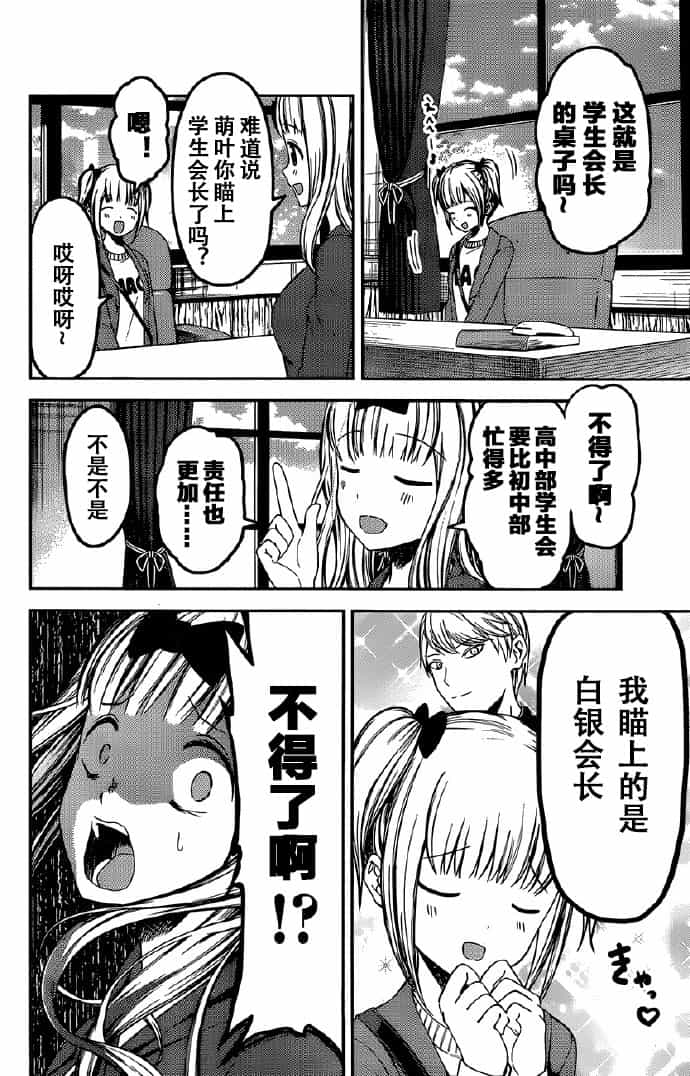 这就是
学生会长
的桌子吗~
えへー
难道说
萌叶你瞄上
学生会长了吗?
嗯!
哎呀哎呀~
不得了啊~
高中部学生会
要比初中部
忙得多
责任也
更加……
不是不是
我瞄上的是
白银会长
きゃっ♡
不得了啊!?